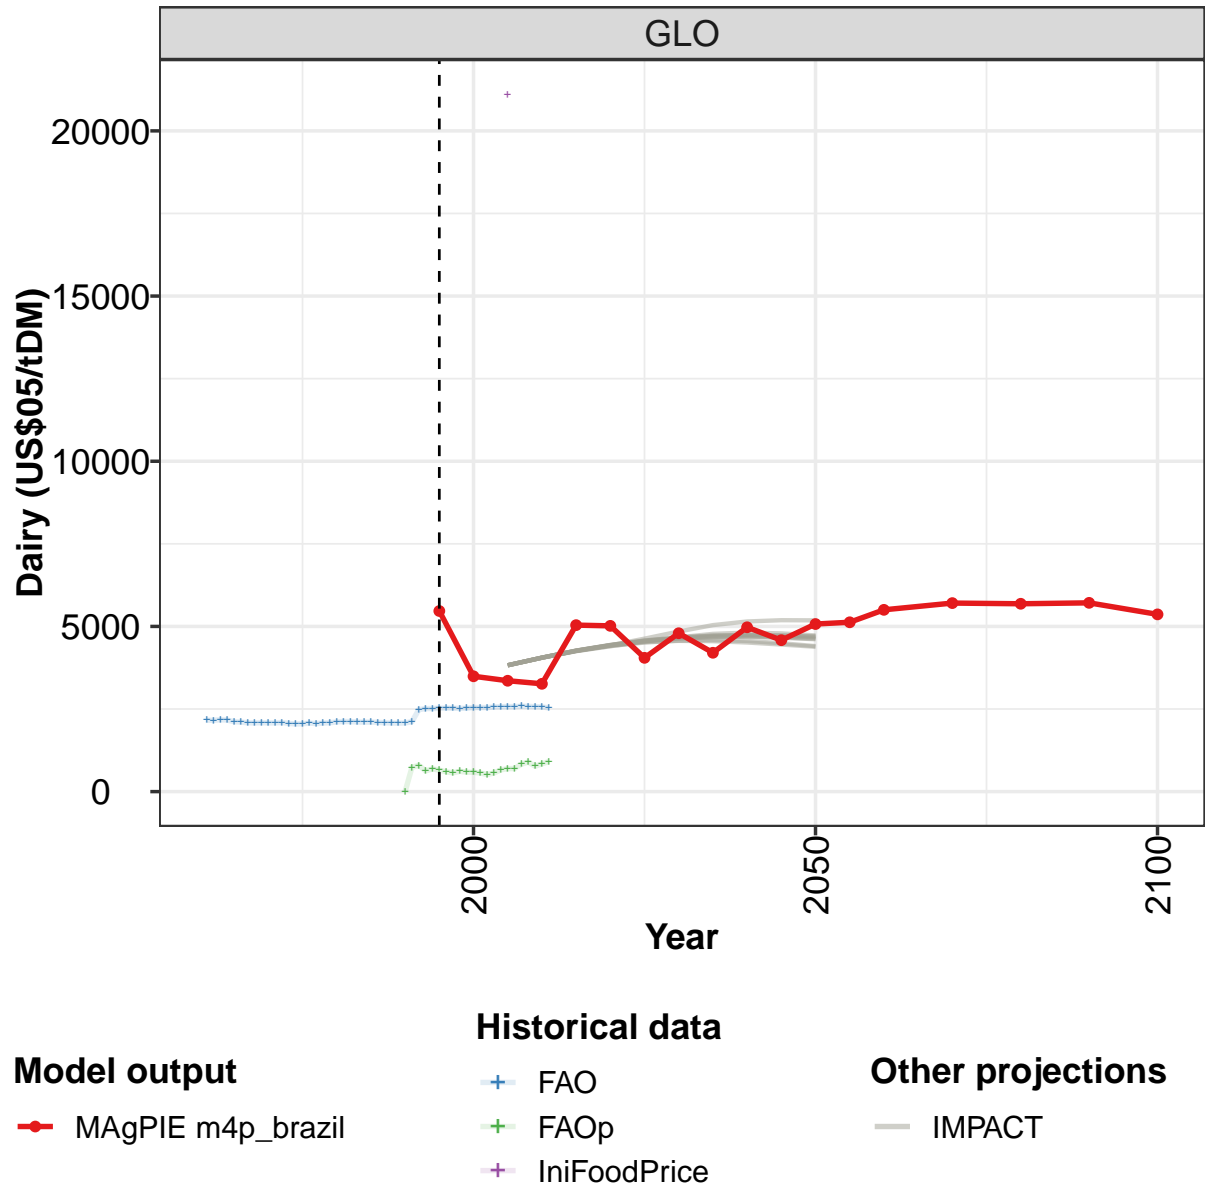 GLO
20000
15000
10000
5000
0
Dairy (US$05/tDM)
2000
2050
2100
Year
Historical data
Model output
Other projections
FAO
MAgPIE m4p_brazil
FAOp
IMPACT
IniFoodPrice